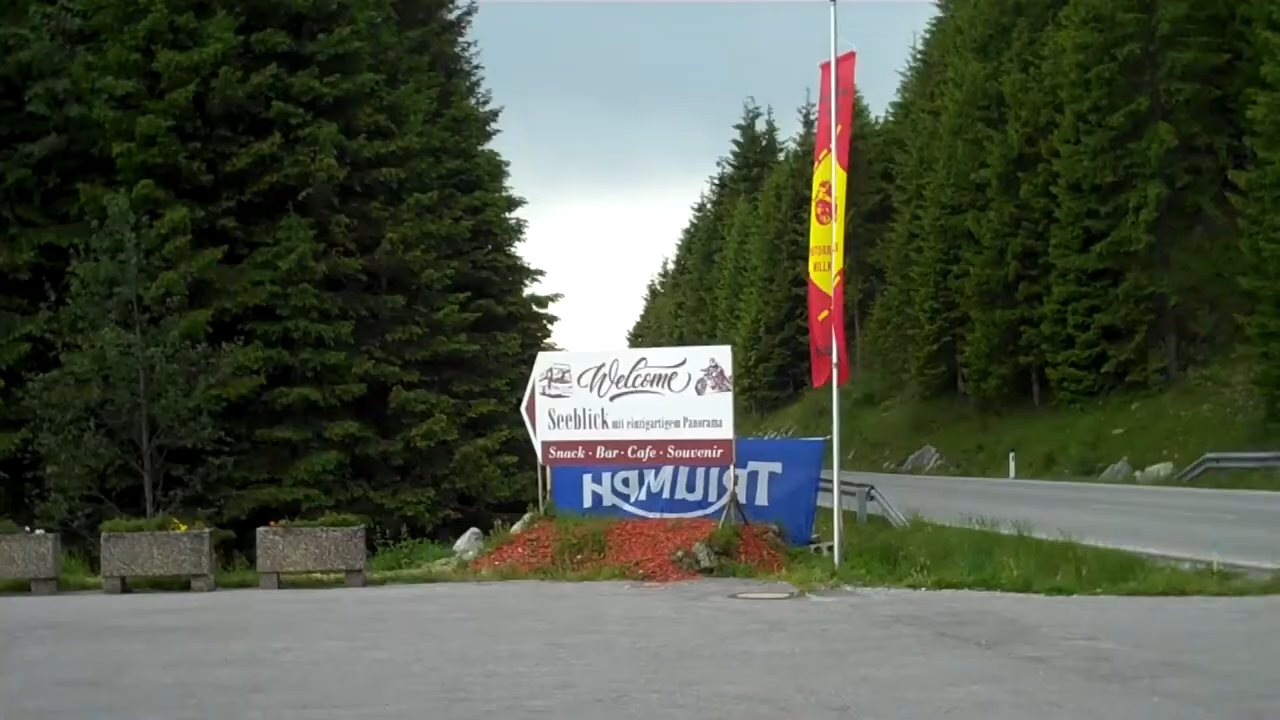 Welcome
Seeblick mit einzigartigem Panorama
Snack · Bar · Cafe · Souvenir
TRIUMPH